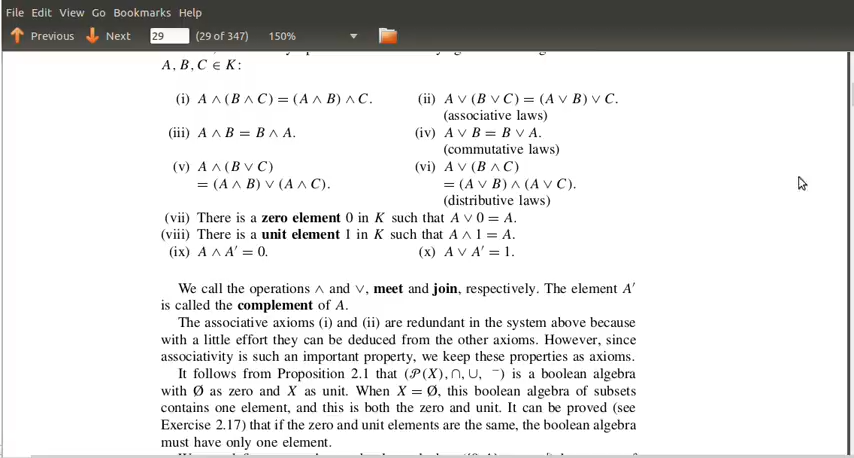 File Edit View Go Bookmarks Help
Previous Next 29 (29 of 347) 150%
A, B, C ∈ K:
(i) A ∧ (B ∧ C) = (A ∧ B) ∧ C. (ii) A ∨ (B ∨ C) = (A ∨ B) ∨ C.
(associative laws)
(iii) A ∧ B = B ∧ A. (iv) A ∨ B = B ∨ A.
(commutative laws)
(v) A ∧ (B ∨ C) (vi) A ∨ (B ∧ C)
= (A ∧ B) ∨ (A ∧ C). = (A ∨ B) ∧ (A ∨ C).
(distributive laws)
(vii) There is a zero element 0 in K such that A ∨ 0 = A.
(viii) There is a unit element 1 in K such that A ∧ 1 = A.
(ix) A ∧ A′ = 0. (x) A ∨ A′ = 1.
We call the operations ∧ and ∨, meet and join, respectively. The element A′
is called the complement of A.
The associative axioms (i) and (ii) are redundant in the system above because
with a little effort they can be deduced from the other axioms. However, since
associativity is such an important property, we keep these properties as axioms.
It follows from Proposition 2.1 that (𝒫(X), ∩, ∪, ⁻) is a boolean algebra
with Ø as zero and X as unit. When X = Ø, this boolean algebra of subsets
contains one element, and this is both the zero and unit. It can be proved (see
Exercise 2.17) that if the zero and unit elements are the same, the boolean algebra
must have only one element.